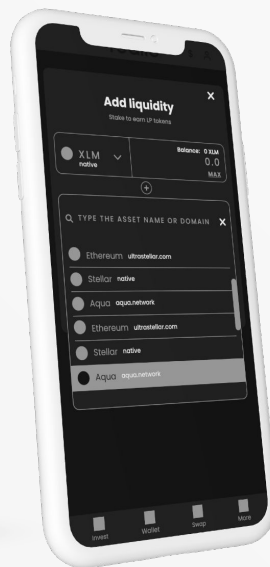 Add liquidity
Stake to earn LP tokens
XLM
native
Balance: 0 XLM
0.0
MAX
TYPE THE ASSET NAME OR DOMAIN
Ethereum ultrastellar.com
Stellar native
Aqua aqua.network
Ethereum ultrastellar.com
Stellar native
Aqua aqua.network
Invest
Wallet
Swap
More